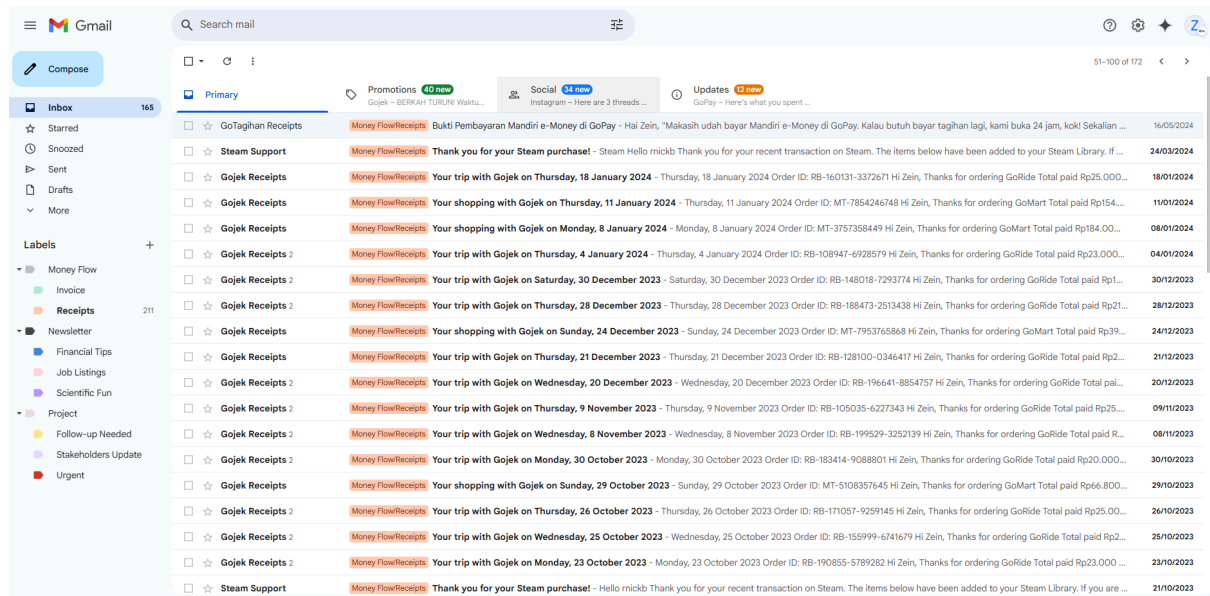 Gmail
Search mail
Z
Compose
51–100 of 172
Inbox 165
Starred
Snoozed
Sent
Drafts
More
Labels +
Money Flow
Invoice
Receipts 211
Newsletter
Financial Tips
Job Listings
Scientific Fun
Project
Follow-up Needed
Stakeholders Update
Urgent
Primary
Promotions 40 new
Gojek – BERKAH TURUN! Waktu...
Social 34 new
Instagram – Here are 3 threads ...
Updates 12 new
GoPay – Here's what you spent ...
GoTagihan Receipts Money Flow/Receipts Bukti Pembayaran Mandiri e-Money di GoPay - Hai Zein, "Makasih udah bayar Mandiri e-Money di GoPay. Kalau butuh bayar tagihan lagi, kami buka 24 jam, kok! Sekalian ... 16/05/2024
Steam Support Money Flow/Receipts Thank you for your Steam purchase! - Steam Hello rnickb Thank you for your recent transaction on Steam. The items below have been added to your Steam Library. If ... 24/03/2024
Gojek Receipts Money Flow/Receipts Your trip with Gojek on Thursday, 18 January 2024 - Thursday, 18 January 2024 Order ID: RB-160131-3372671 Hi Zein, Thanks for ordering GoRide Total paid Rp25.000... 18/01/2024
Gojek Receipts Money Flow/Receipts Your shopping with Gojek on Thursday, 11 January 2024 - Thursday, 11 January 2024 Order ID: MT-7854246748 Hi Zein, Thanks for ordering GoMart Total paid Rp154.... 11/01/2024
Gojek Receipts Money Flow/Receipts Your shopping with Gojek on Monday, 8 January 2024 - Monday, 8 January 2024 Order ID: MT-3757358449 Hi Zein, Thanks for ordering GoMart Total paid Rp184.00... 08/01/2024
Gojek Receipts 2 Money Flow/Receipts Your trip with Gojek on Thursday, 4 January 2024 - Thursday, 4 January 2024 Order ID: RB-108947-6928579 Hi Zein, Thanks for ordering GoRide Total paid Rp23.000... 04/01/2024
Gojek Receipts 2 Money Flow/Receipts Your trip with Gojek on Saturday, 30 December 2023 - Saturday, 30 December 2023 Order ID: RB-148018-7293774 Hi Zein, Thanks for ordering GoRide Total paid Rp1... 30/12/2023
Gojek Receipts 2 Money Flow/Receipts Your trip with Gojek on Thursday, 28 December 2023 - Thursday, 28 December 2023 Order ID: RB-188473-2513438 Hi Zein, Thanks for ordering GoRide Total paid Rp21... 28/12/2023
Gojek Receipts Money Flow/Receipts Your shopping with Gojek on Sunday, 24 December 2023 - Sunday, 24 December 2023 Order ID: MT-7953765868 Hi Zein, Thanks for ordering GoMart Total paid Rp39... 24/12/2023
Gojek Receipts Money Flow/Receipts Your trip with Gojek on Thursday, 21 December 2023 - Thursday, 21 December 2023 Order ID: RB-128100-0346417 Hi Zein, Thanks for ordering GoRide Total paid Rp2... 21/12/2023
Gojek Receipts 2 Money Flow/Receipts Your trip with Gojek on Wednesday, 20 December 2023 - Wednesday, 20 December 2023 Order ID: RB-196641-8854757 Hi Zein, Thanks for ordering GoRide Total pai... 20/12/2023
Gojek Receipts 2 Money Flow/Receipts Your trip with Gojek on Thursday, 9 November 2023 - Thursday, 9 November 2023 Order ID: RB-105035-6227343 Hi Zein, Thanks for ordering GoRide Total paid Rp25.... 09/11/2023
Gojek Receipts 2 Money Flow/Receipts Your trip with Gojek on Wednesday, 8 November 2023 - Wednesday, 8 November 2023 Order ID: RB-199529-3252139 Hi Zein, Thanks for ordering GoRide Total paid R... 08/11/2023
Gojek Receipts 2 Money Flow/Receipts Your trip with Gojek on Monday, 30 October 2023 - Monday, 30 October 2023 Order ID: RB-183414-9088801 Hi Zein, Thanks for ordering GoRide Total paid Rp20.000... 30/10/2023
Gojek Receipts Money Flow/Receipts Your shopping with Gojek on Sunday, 29 October 2023 - Sunday, 29 October 2023 Order ID: MT-5108357645 Hi Zein, Thanks for ordering GoMart Total paid Rp66.800... 29/10/2023
Gojek Receipts 2 Money Flow/Receipts Your trip with Gojek on Thursday, 26 October 2023 - Thursday, 26 October 2023 Order ID: RB-171057-9259145 Hi Zein, Thanks for ordering GoRide Total paid Rp25.00... 26/10/2023
Gojek Receipts 2 Money Flow/Receipts Your trip with Gojek on Wednesday, 25 October 2023 - Wednesday, 25 October 2023 Order ID: RB-155999-6741679 Hi Zein, Thanks for ordering GoRide Total paid Rp2... 25/10/2023
Gojek Receipts 2 Money Flow/Receipts Your trip with Gojek on Monday, 23 October 2023 - Monday, 23 October 2023 Order ID: RB-190855-5789282 Hi Zein, Thanks for ordering GoRide Total paid Rp23.000 ... 23/10/2023
Steam Support Money Flow/Receipts Thank you for your Steam purchase! - Hello rnickb Thank you for your recent transaction on Steam. The items below have been added to your Steam Library. If you are ... 21/10/2023